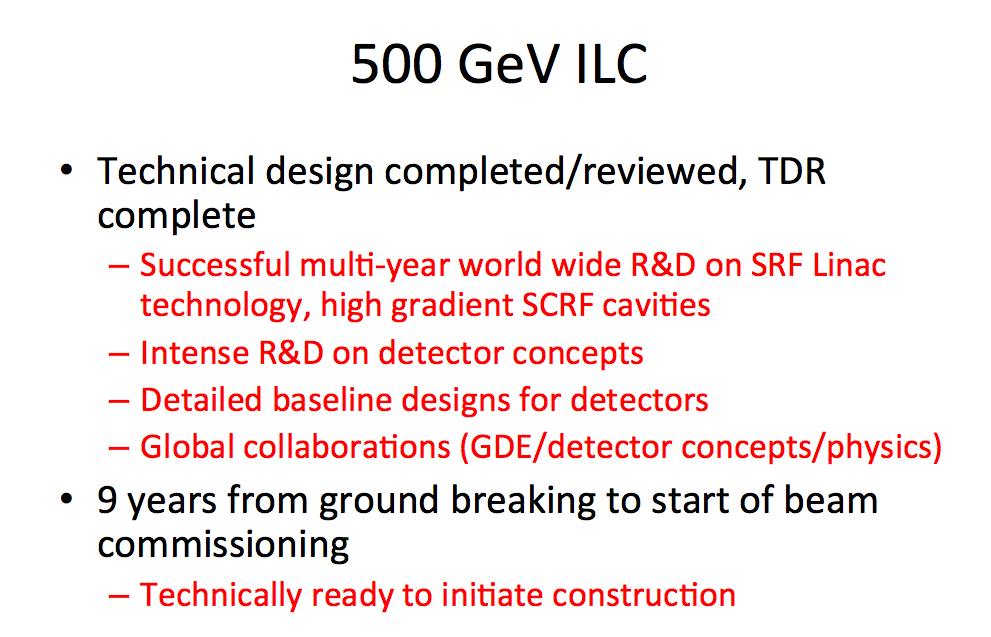 500 GeV ILC
• Technical design completed/reviewed, TDR
complete
– Successful multi-year world wide R&D on SRF Linac
technology, high gradient SCRF cavities
– Intense R&D on detector concepts
– Detailed baseline designs for detectors
– Global collaborations (GDE/detector concepts/physics)
• 9 years from ground breaking to start of beam
commissioning
– Technically ready to initiate construction